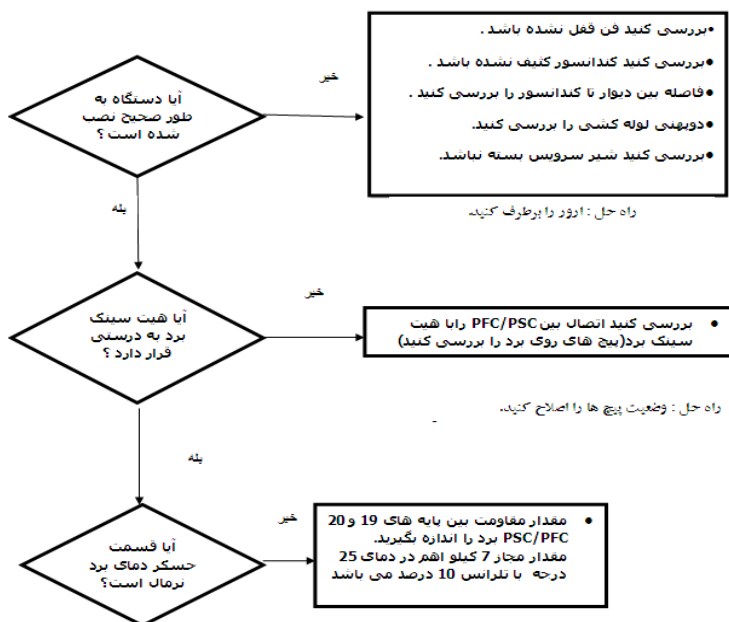 آیا دستگاه به
طور صحیح نصب
شده است ؟
خیر
●بررسی کنید فن قفل نشده باشد .
●بررسی کنید کندانسور کثیف نشده باشد .
●فاصله بین دیوار تا کندانسور را بررسی کنید .
●دوپهنی لوله کشی را بررسی کنید.
●بررسی کنید شیر سرویس بسته نباشد.
راه حل : ارور را برطرف کنید.
بله
آیا هیت سینک
برد به درستی
قرار دارد ؟
خیر
● بررسی کنید اتصال بین PFC/PSC رابا هیت
سینک برد(پیچ های روی برد را بررسی کنید)
راه حل : وضعیت پیچ ها را اصلاح کنید.
بله
آیا قسمت
حسگر دمای برد
نرمال است؟
خیر
● مقدار مقاومت بین پایه های 19 و 20
PSC/PFC برد را اندازه بگیرید.
مقدار مجاز 7 کیلو اهم در دمای 25
درجه با تلرانس 10 درصد می باشد